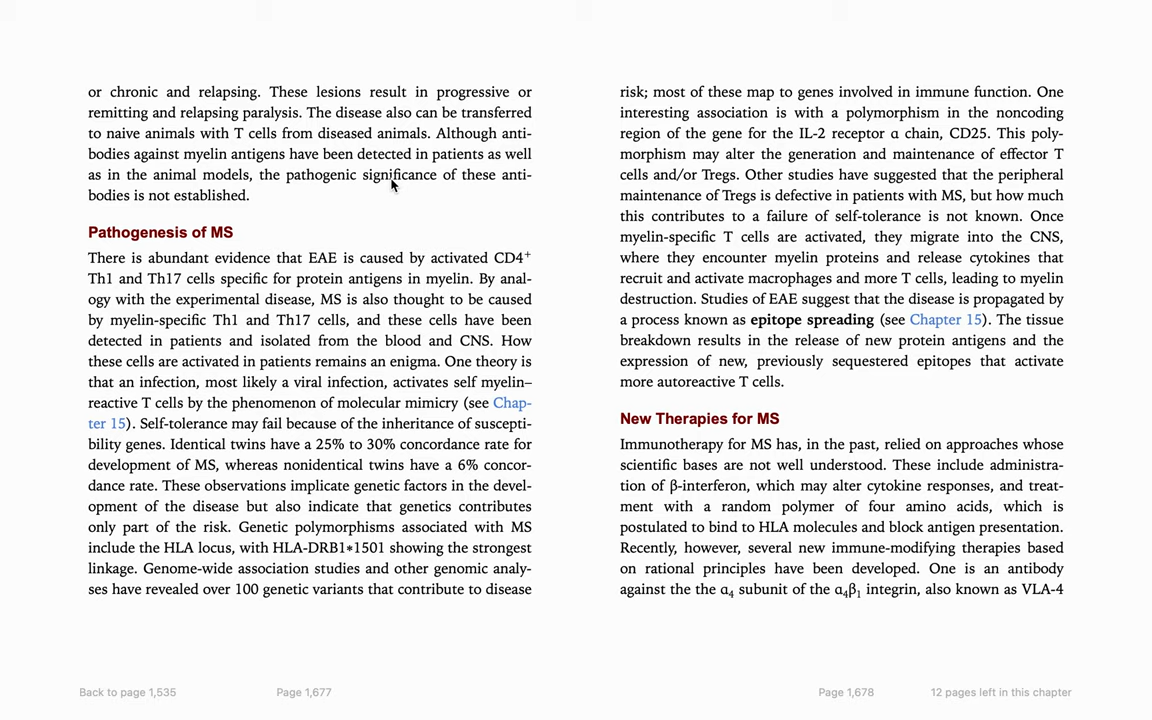 or chronic and relapsing. These lesions result in progressive or
remitting and relapsing paralysis. The disease also can be transferred
to naive animals with T cells from diseased animals. Although anti-
bodies against myelin antigens have been detected in patients as well
as in the animal models, the pathogenic significance of these anti-
bodies is not established.
Pathogenesis of MS
There is abundant evidence that EAE is caused by activated CD4⁺
Th1 and Th17 cells specific for protein antigens in myelin. By anal-
ogy with the experimental disease, MS is also thought to be caused
by myelin-specific Th1 and Th17 cells, and these cells have been
detected in patients and isolated from the blood and CNS. How
these cells are activated in patients remains an enigma. One theory is
that an infection, most likely a viral infection, activates self myelin–
reactive T cells by the phenomenon of molecular mimicry (see Chap-
ter 15). Self-tolerance may fail because of the inheritance of suscepti-
bility genes. Identical twins have a 25% to 30% concordance rate for
development of MS, whereas nonidentical twins have a 6% concor-
dance rate. These observations implicate genetic factors in the devel-
opment of the disease but also indicate that genetics contributes
only part of the risk. Genetic polymorphisms associated with MS
include the HLA locus, with HLA-DRB1*1501 showing the strongest
linkage. Genome-wide association studies and other genomic analy-
ses have revealed over 100 genetic variants that contribute to disease
risk; most of these map to genes involved in immune function. One
interesting association is with a polymorphism in the noncoding
region of the gene for the IL-2 receptor α chain, CD25. This poly-
morphism may alter the generation and maintenance of effector T
cells and/or Tregs. Other studies have suggested that the peripheral
maintenance of Tregs is defective in patients with MS, but how much
this contributes to a failure of self-tolerance is not known. Once
myelin-specific T cells are activated, they migrate into the CNS,
where they encounter myelin proteins and release cytokines that
recruit and activate macrophages and more T cells, leading to myelin
destruction. Studies of EAE suggest that the disease is propagated by
a process known as epitope spreading (see Chapter 15). The tissue
breakdown results in the release of new protein antigens and the
expression of new, previously sequestered epitopes that activate
more autoreactive T cells.
New Therapies for MS
Immunotherapy for MS has, in the past, relied on approaches whose
scientific bases are not well understood. These include administra-
tion of β-interferon, which may alter cytokine responses, and treat-
ment with a random polymer of four amino acids, which is
postulated to bind to HLA molecules and block antigen presentation.
Recently, however, several new immune-modifying therapies based
on rational principles have been developed. One is an antibody
against the the α₄ subunit of the α₄β₁ integrin, also known as VLA-4
Back to page 1,535
Page 1,677
Page 1,678
12 pages left in this chapter